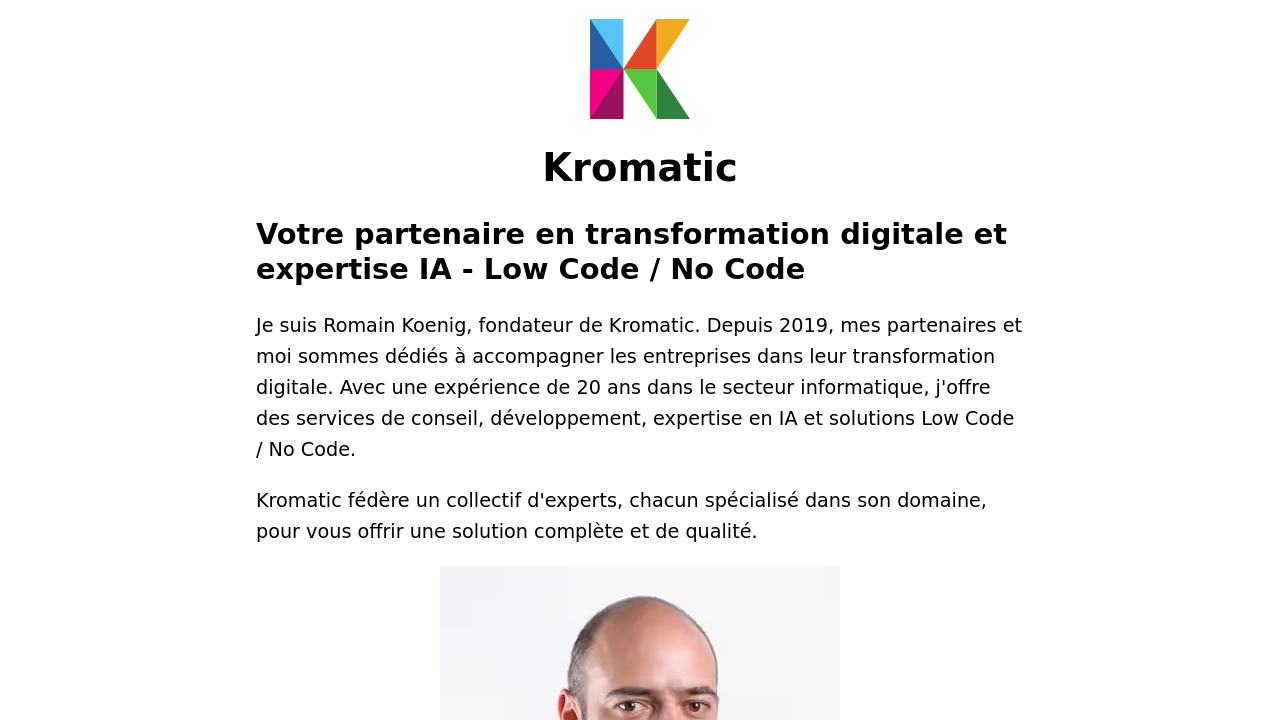 Kromatic
Votre partenaire en transformation digitale et
expertise IA - Low Code / No Code
Je suis Romain Koenig, fondateur de Kromatic. Depuis 2019, mes partenaires et
moi sommes dédiés à accompagner les entreprises dans leur transformation
digitale. Avec une expérience de 20 ans dans le secteur informatique, j'offre
des services de conseil, développement, expertise en IA et solutions Low Code
/ No Code.
Kromatic fédère un collectif d'experts, chacun spécialisé dans son domaine,
pour vous offrir une solution complète et de qualité.